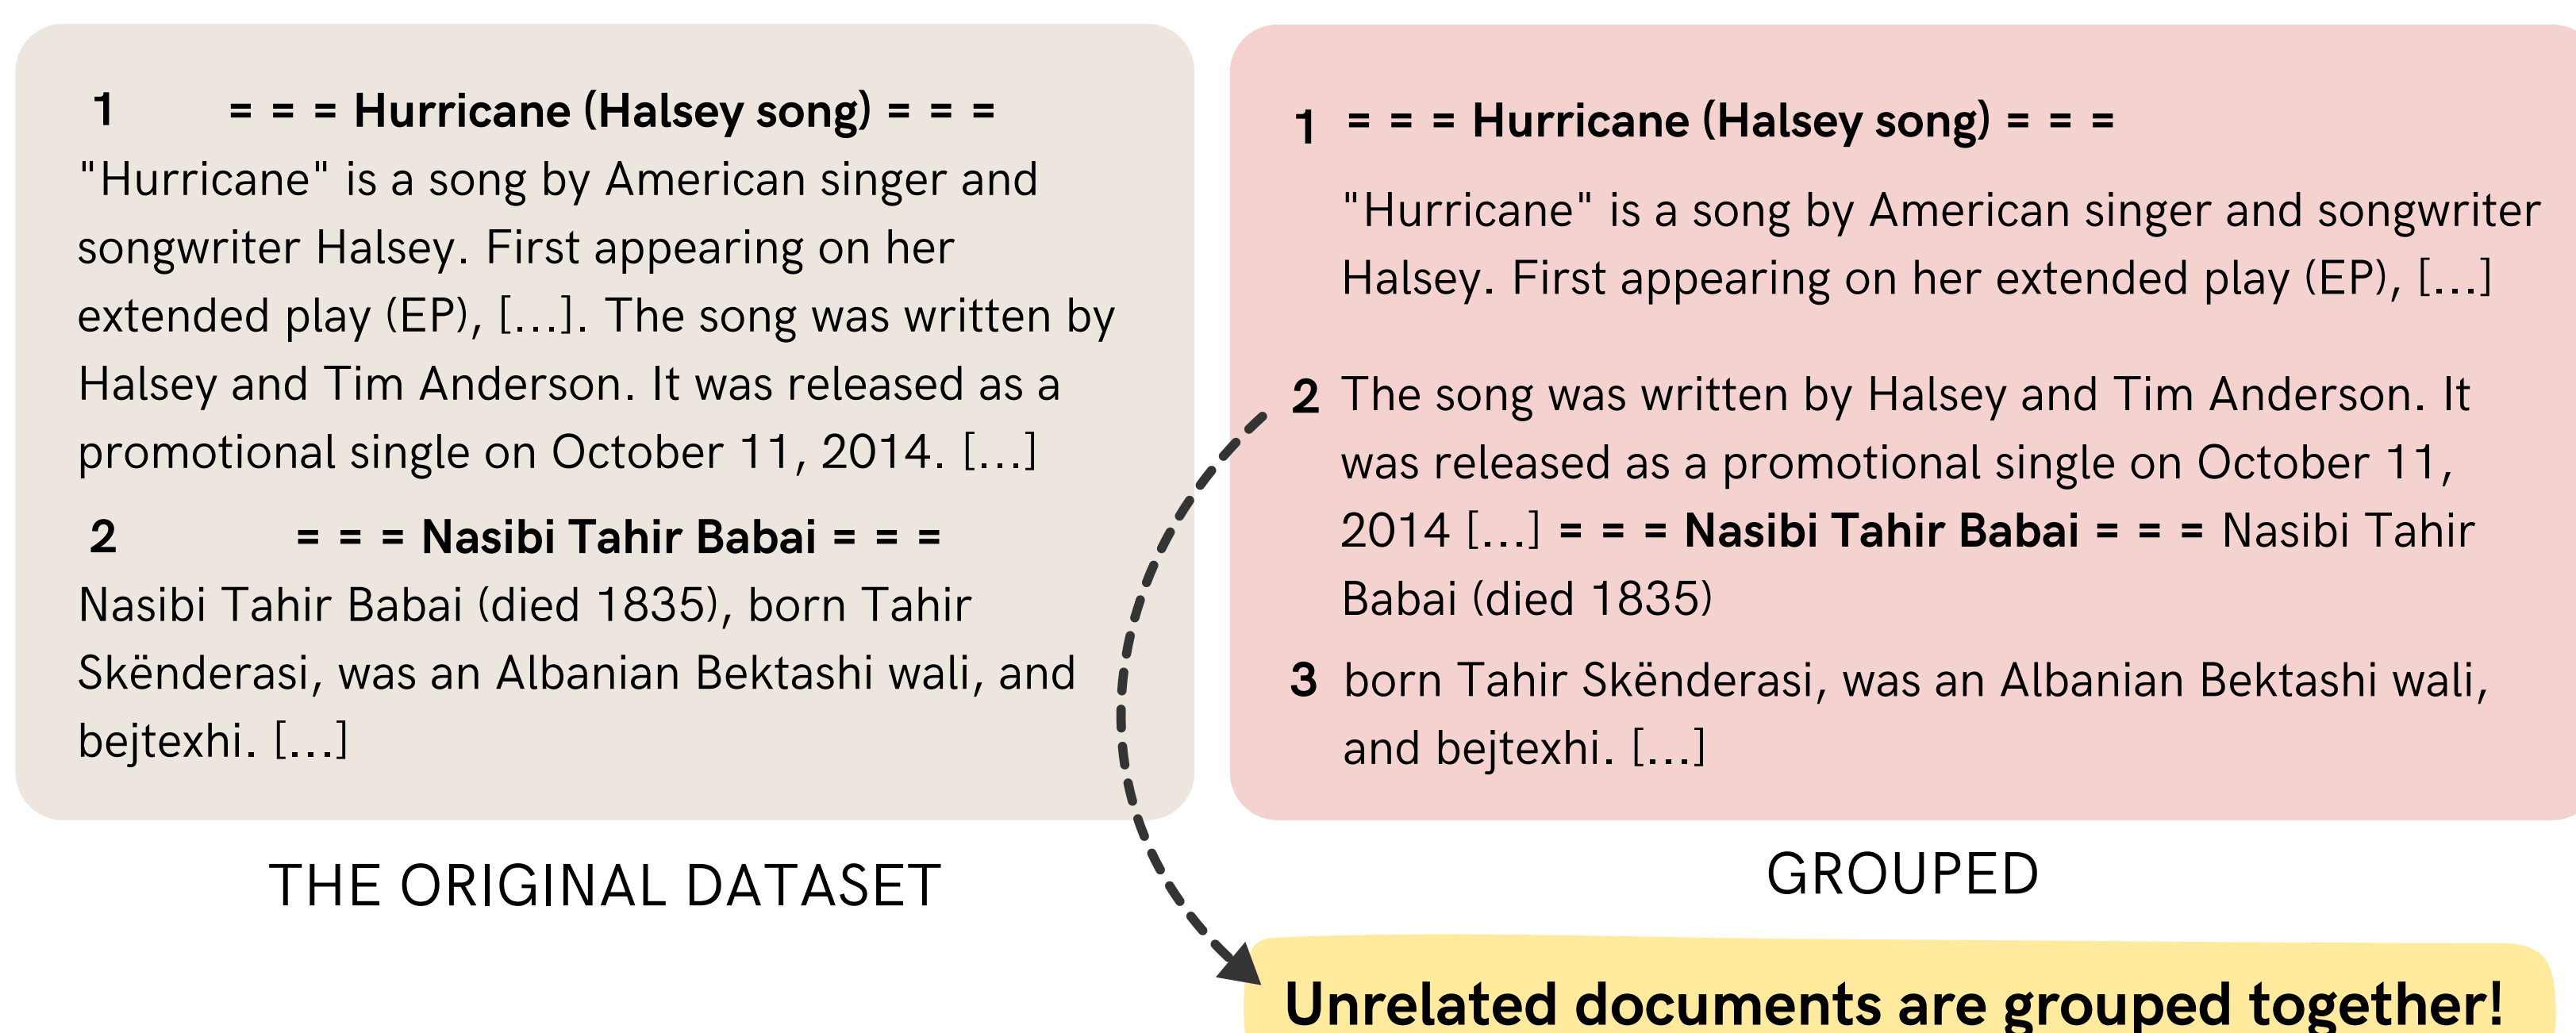 1 = = = Hurricane (Halsey song) = = =
"Hurricane" is a song by American singer and
songwriter Halsey. First appearing on her
extended play (EP), [...]. The song was written by
Halsey and Tim Anderson. It was released as a
promotional single on October 11, 2014. [...]
2 = = = Nasibi Tahir Babai = = =
Nasibi Tahir Babai (died 1835), born Tahir
Skënderasi, was an Albanian Bektashi wali, and
bejtexhi. [...]
THE ORIGINAL DATASET
1 = = = Hurricane (Halsey song) = = =
"Hurricane" is a song by American singer and songwriter
Halsey. First appearing on her extended play (EP), [...]
2 The song was written by Halsey and Tim Anderson. It
was released as a promotional single on October 11,
2014 [...] = = = Nasibi Tahir Babai = = = Nasibi Tahir
Babai (died 1835)
3 born Tahir Skënderasi, was an Albanian Bektashi wali,
and bejtexhi. [...]
GROUPED
Unrelated documents are grouped together!